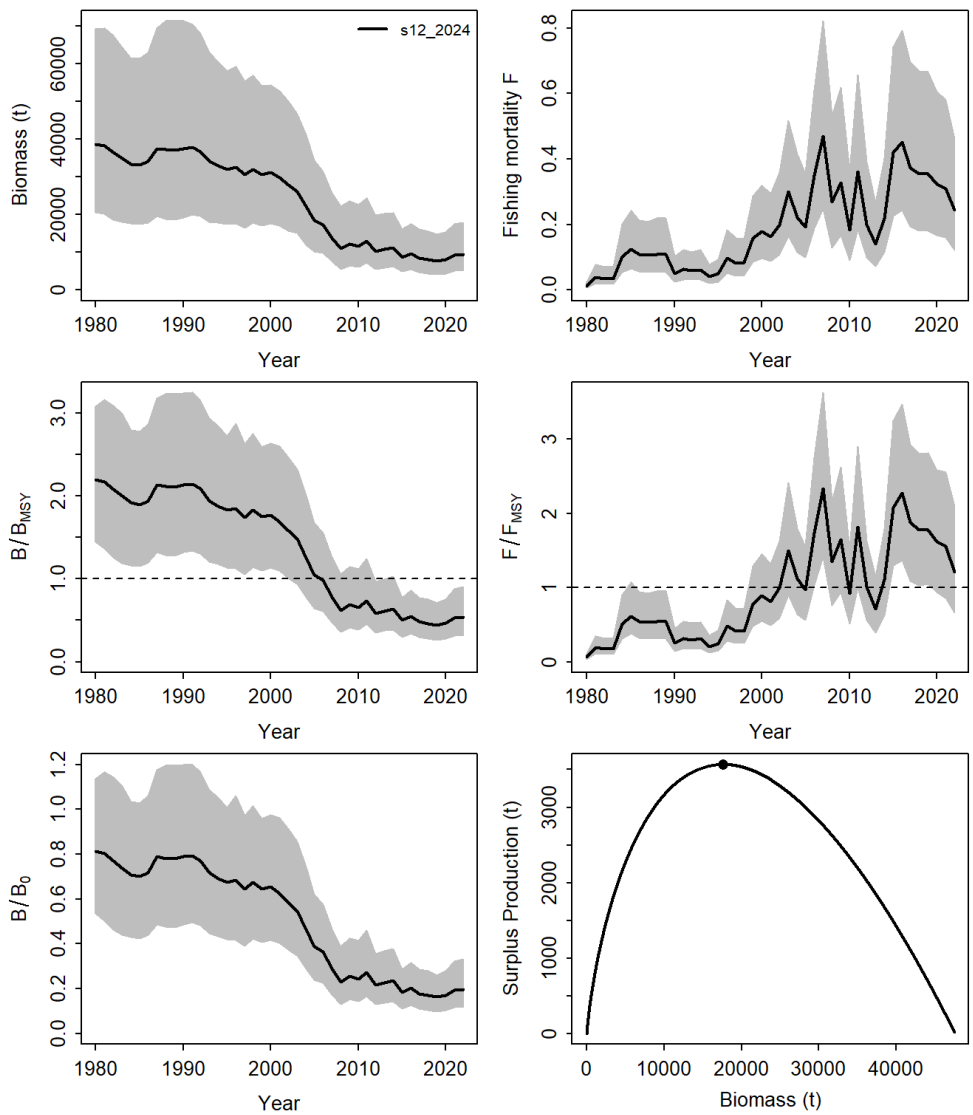 Biomass (t)
0 20000 40000 60000
s12_2024
1980 1990 2000 2010 2020
Year
Fishing mortality F
0.0 0.2 0.4 0.6 0.8
1980 1990 2000 2010 2020
Year
B/BMSY
0.0 1.0 2.0 3.0
1980 1990 2000 2010 2020
Year
F/FMSY
0 1 2 3
1980 1990 2000 2010 2020
Year
B/B0
0.0 0.2 0.4 0.6 0.8 1.0 1.2
1980 1990 2000 2010 2020
Year
Surplus Production (t)
0 1000 3000
0 10000 20000 30000 40000
Biomass (t)